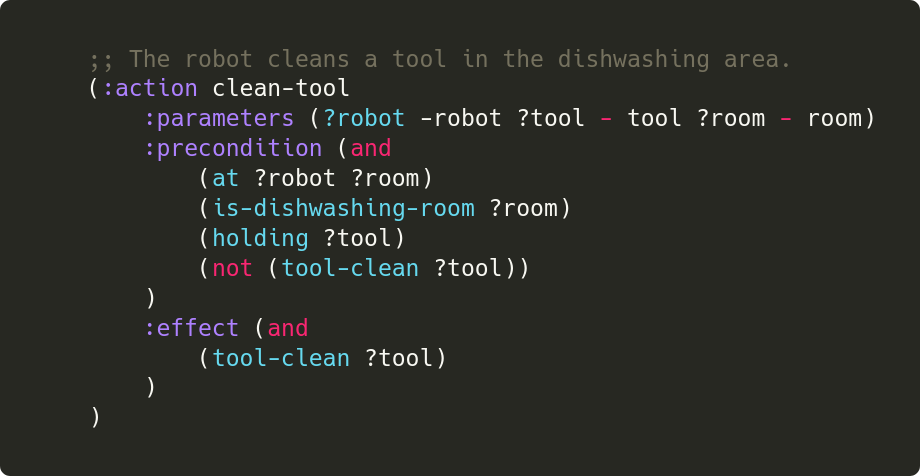 ;; The robot cleans a tool in the dishwashing area.
(:action clean-tool
    :parameters (?robot -robot ?tool - tool ?room - room)
    :precondition (and
        (at ?robot ?room)
        (is-dishwashing-room ?room)
        (holding ?tool)
        (not (tool-clean ?tool))
    )
    :effect (and
        (tool-clean ?tool)
    )
)